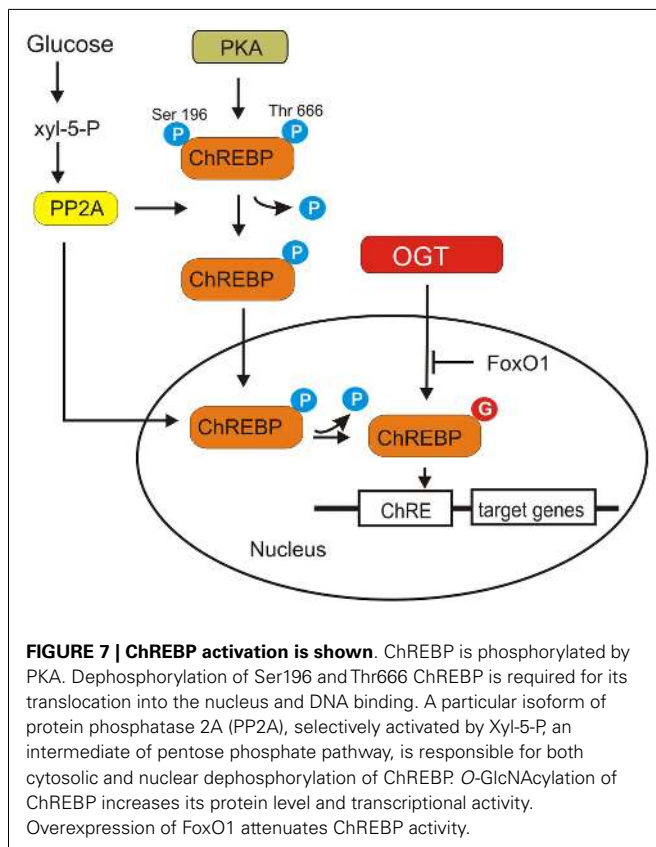 Glucose
PKA
Ser 196
Thr 666
xyl-5-P
P
P
ChREBP
PP2A
P
P
ChREBP
OGT
FoxO1
P
P
G
ChREBP
ChREBP
ChRE
target genes
Nucleus
FIGURE 7 | ChREBP activation is shown. ChREBP is phosphorylated by
PKA. Dephosphorylation of Ser196 and Thr666 ChREBP is required for its
translocation into the nucleus and DNA binding. A particular isoform of
protein phosphatase 2A (PP2A), selectively activated by Xyl-5-P, an
intermediate of pentose phosphate pathway, is responsible for both
cytosolic and nuclear dephosphorylation of ChREBP. O-GlcNAcylation of
ChREBP increases its protein level and transcriptional activity.
Overexpression of FoxO1 attenuates ChREBP activity.